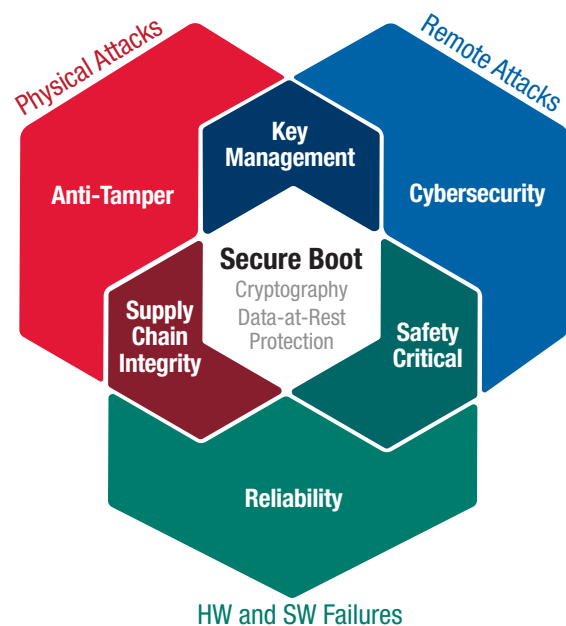 Physical Attacks
Remote Attacks
Key
Management
Anti-Tamper
Cybersecurity
Secure Boot
Cryptography
Data-at-Rest
Protection
Supply
Chain
Integrity
Safety
Critical
Reliability
HW and SW Failures